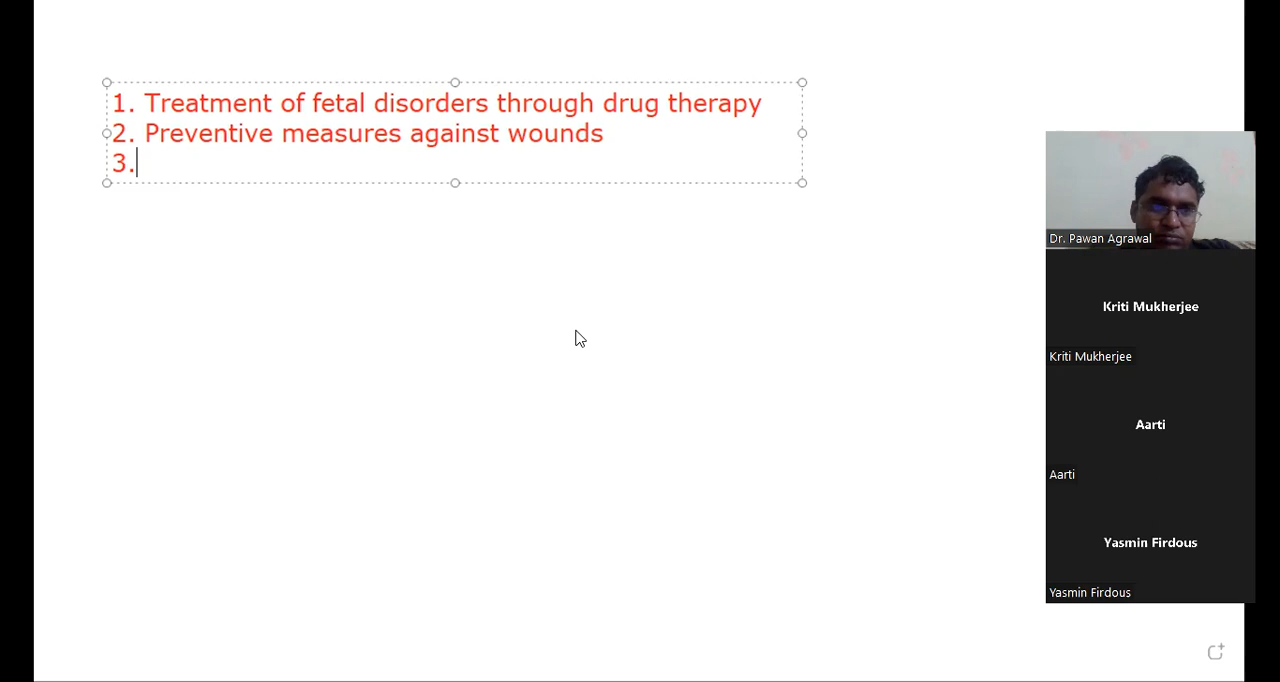 1. Treatment of fetal disorders through drug therapy
2. Preventive measures against wounds
3.
Dr. Pawan Agrawal
Kriti Mukherjee
Kriti Mukherjee
Aarti
Aarti
Yasmin Firdous
Yasmin Firdous